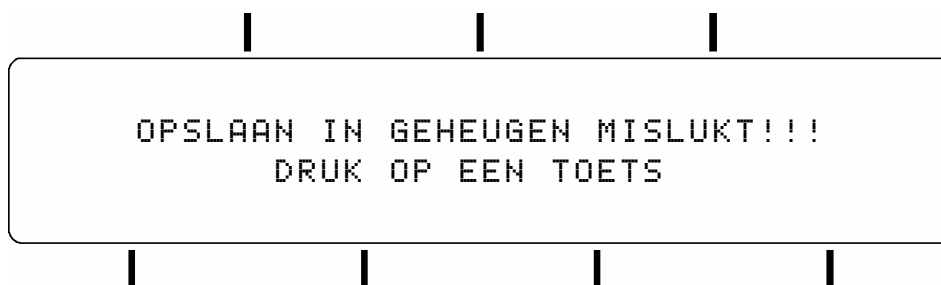 OPSLAAN IN GEHEUGEN MISLUKT!!!
DRUK OP EEN TOETS